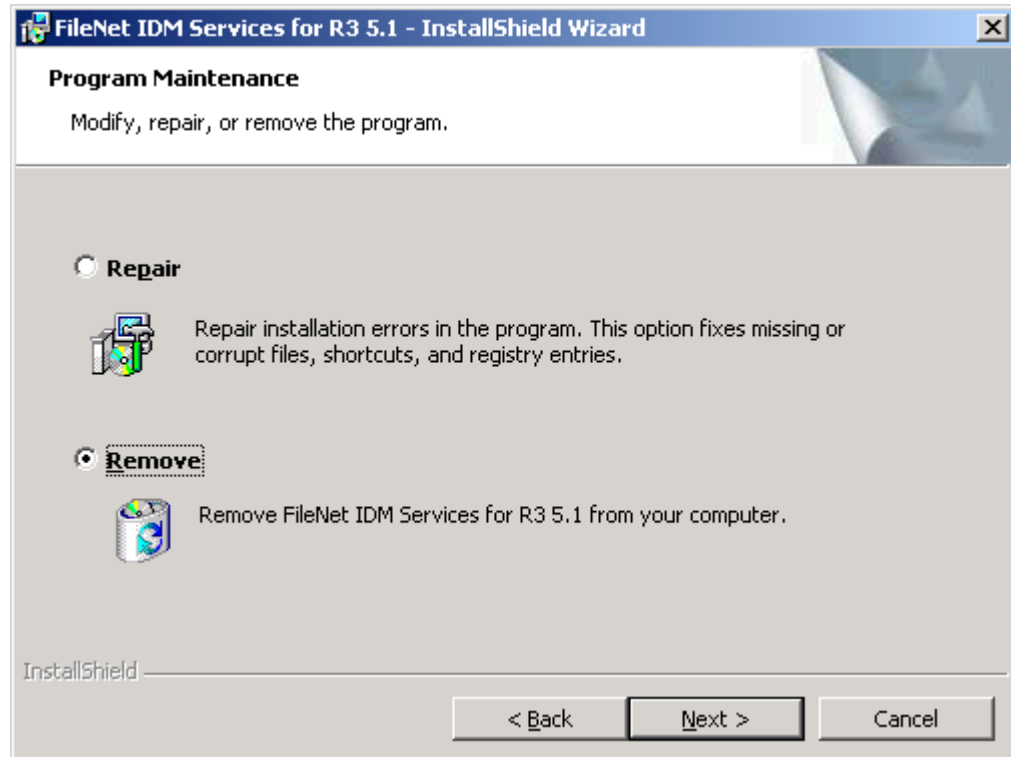 FileNet IDM Services for R3 5.1 - InstallShield Wizard
Program Maintenance
Modify, repair, or remove the program.
Repair
Repair installation errors in the program. This option fixes missing or
corrupt files, shortcuts, and registry entries.
Remove
Remove FileNet IDM Services for R3 5.1 from your computer.
InstallShield
< Back Next > Cancel